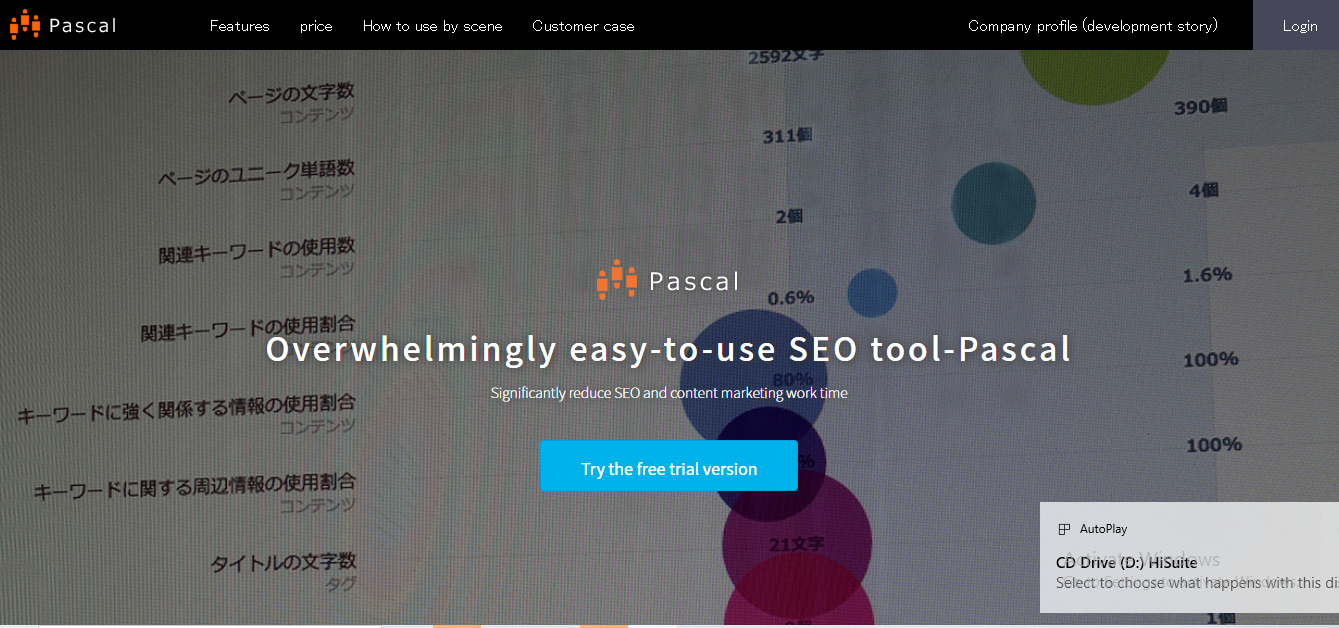 Pascal
Features
price
How to use by scene
Customer case
Company profile (development story)
Login
2592文字
ページの文字数
コンテンツ
390個
311個
ページのユニーク単語数
コンテンツ
4個
2個
関連キーワードの使用数
コンテンツ
1.6%
Pascal
0.6%
関連キーワードの使用割合
Overwhelmingly easy-to-use SEO tool-Pascal
100%
80%
Significantly reduce SEO and content marketing work time
キーワードに強く関係する情報の使用割合
コンテンツ
100%
Try the free trial version
キーワードに関する周辺情報の使用割合
コンテンツ
AutoPlay
21文字
タイトルの文字数
タグ
Activate Windows
CD Drive (D:) HiSuite
Select to choose what happens with this di
1個